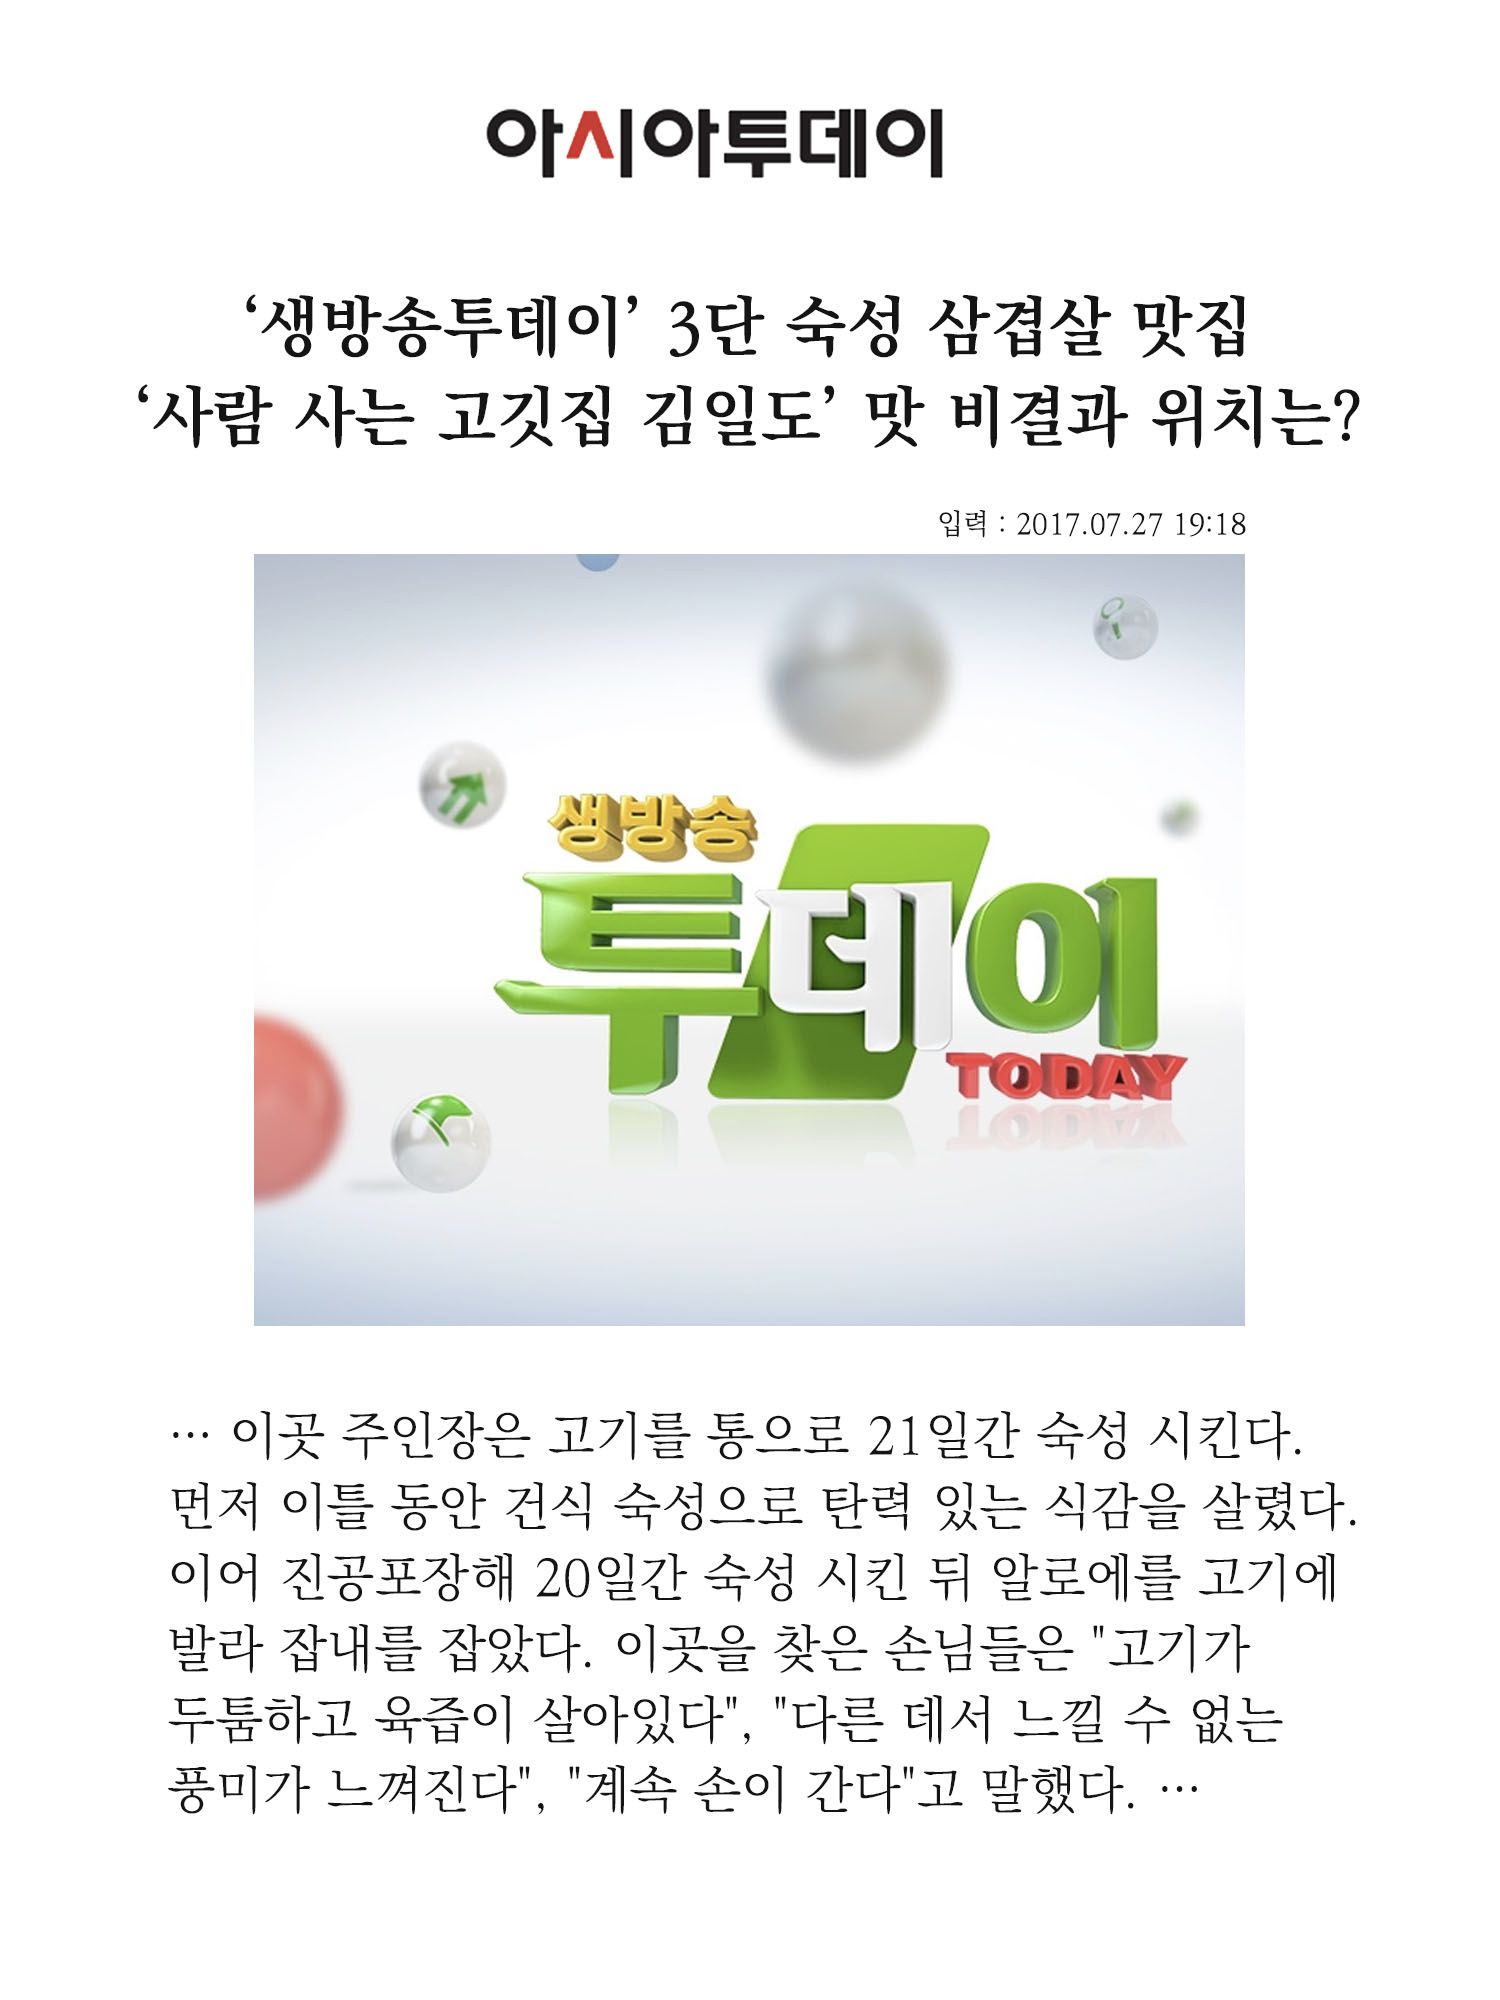 아시아투데이
‘생방송투데이’ 3단 숙성 삼겹살 맛집
‘사람 사는 고깃집 김일도’ 맛 비결과 위치는?
입력 : 2017.07.27 19:18
생방송
투데이
TODAY
… 이곳 주인장은 고기를 통으로 21일간 숙성 시킨다.
먼저 이틀 동안 건식 숙성으로 탄력 있는 식감을 살렸다.
이어 진공포장해 20일간 숙성 시킨 뒤 알로에를 고기에
발라 잡내를 잡았다. 이곳을 찾은 손님들은 "고기가
두툼하고 육즙이 살아있다", "다른 데서 느낄 수 없는
풍미가 느껴진다", "계속 손이 간다"고 말했다. …